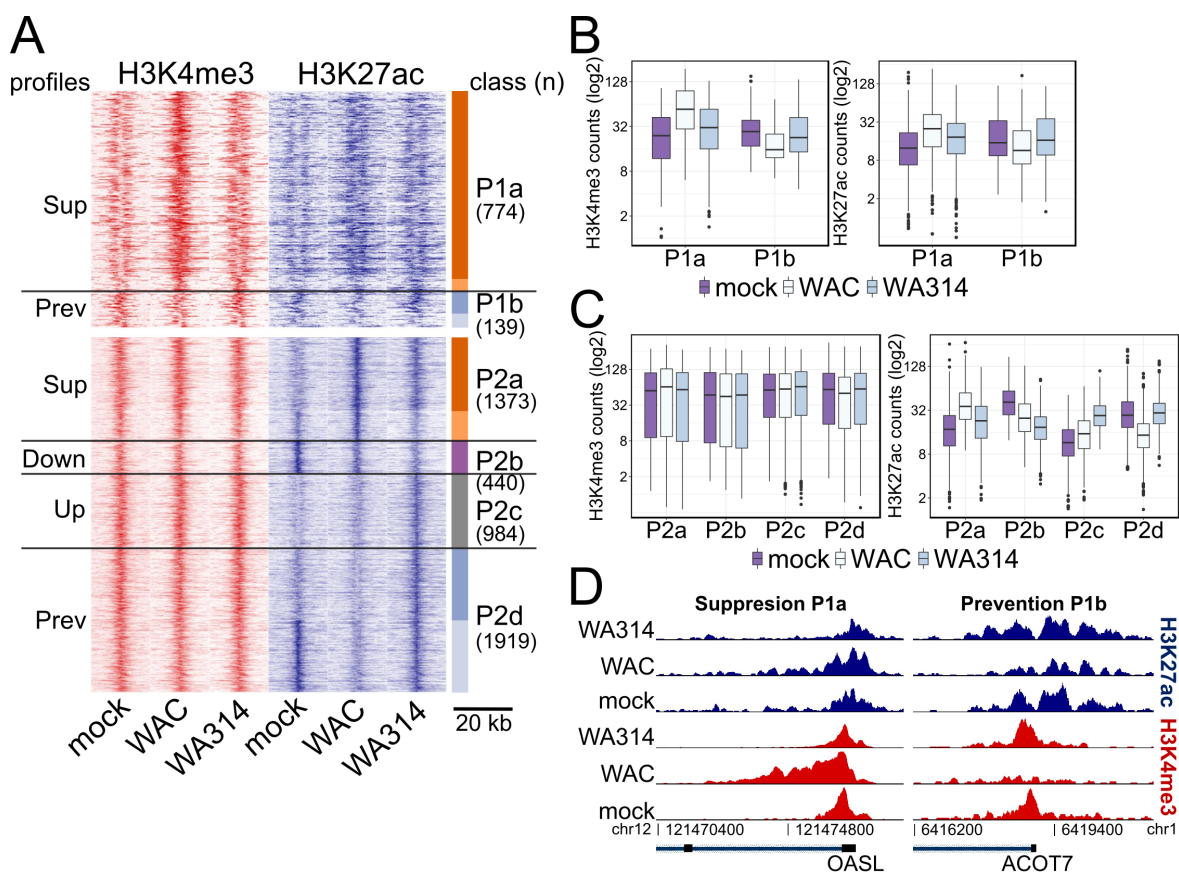 A
profiles
H3K4me3
H3K27ac
class (n)
Sup
P1a
(774)
Prev
P1b
(139)
Sup
P2a
(1373)
Down
P2b
(440)
Up
P2c
(984)
Prev
P2d
(1919)
mock
WAC
WA314
mock
WAC
WA314
20 kb
B
H3K4me3 counts (log2)
128
32
8
2
P1a
P1b
H3K27ac counts (log2)
128
32
8
2
P1a
P1b
mock WAC WA314
C
H3K4me3 counts (log2)
128
32
8
2
P2a P2b P2c P2d
H3K27ac counts (log2)
128
32
8
2
P2a P2b P2c P2d
mock WAC WA314
D
Suppresion P1a
Prevention P1b
WA314
WAC
mock
H3K27ac
WA314
WAC
mock
H3K4me3
chr12 | 121470400 | 121474800
| 6416200 | 6419400 chr1
OASL
ACOT7